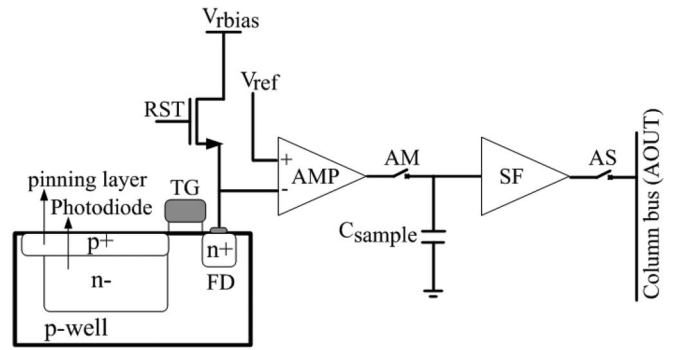 Vrbias
Vref
RST
+
AMP
-
AM
SF
AS
Column bus (AOUT)
Csample
pinning layer
Photodiode
TG
p+
n+
n-
FD
p-well